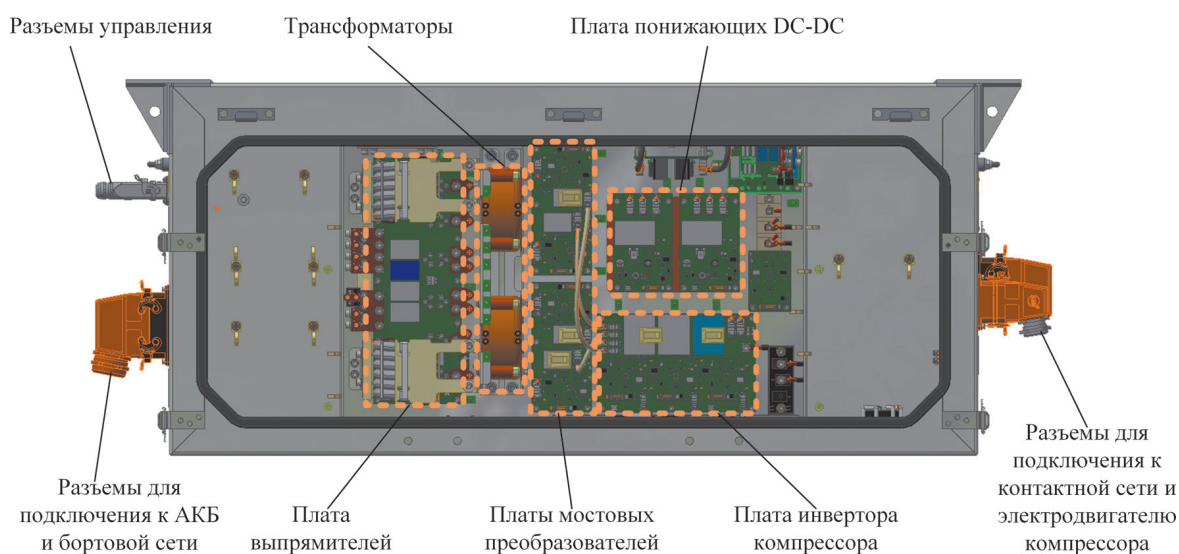 Разъемы управления
Трансформаторы
Плата понижающих DC-DC
Разъемы для
подключения к АКБ
и бортовой сети
Плата
выпрямителей
Платы мостовых
преобразователей
Плата инвертора
компрессора
Разъемы для
подключения к
контактной сети и
электродвигателю
компрессора